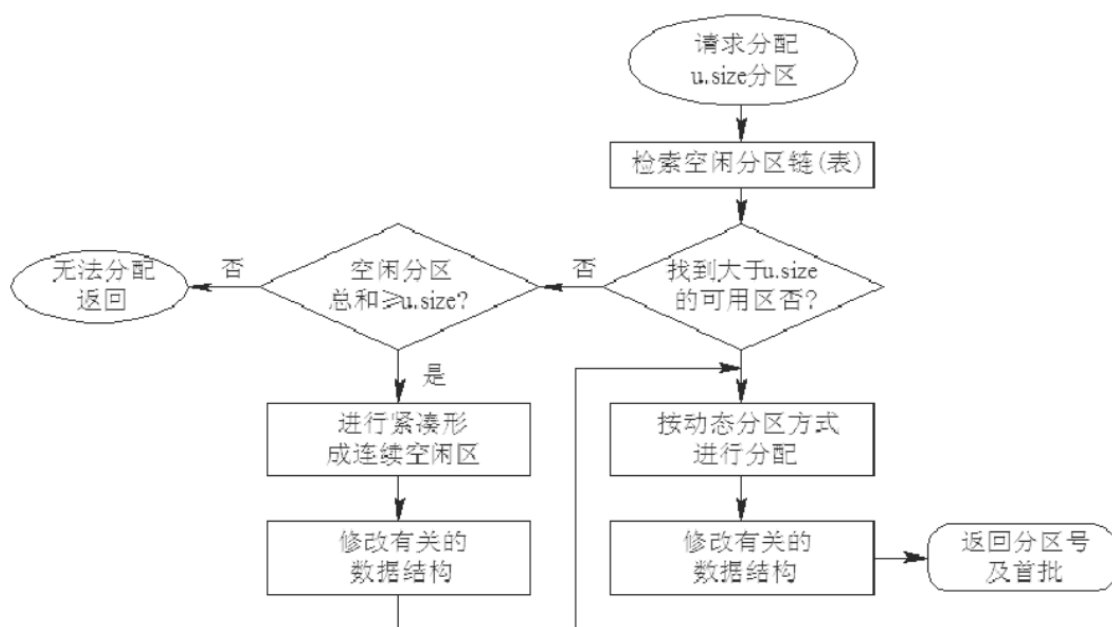 请求分配
u.size分区
检索空闲分区链(表)
找到大于u.size
的可用区否?
否
空闲分区
总和≥u.size?
否
无法分配
返回
是
进行紧凑形
成连续空闲区
修改有关的
数据结构
按动态分区方式
进行分配
修改有关的
数据结构
返回分区号
及首批